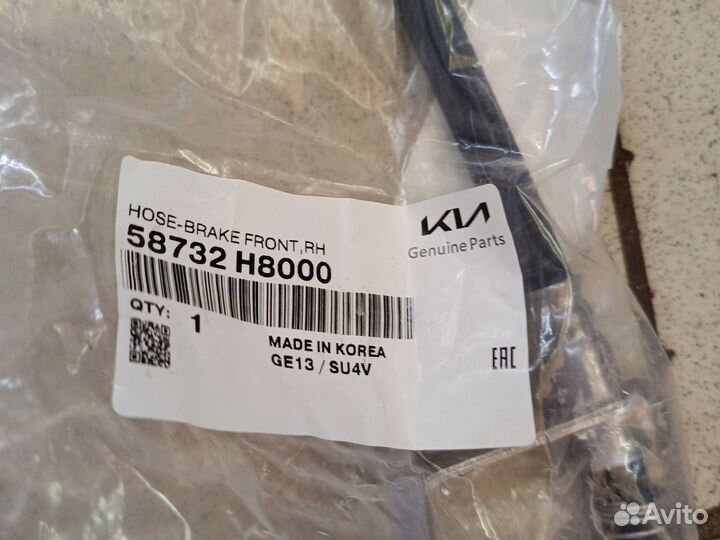 HOSE-BRAKE FRONT,RH
58732 H8000
KIA
Genuine Parts
QTY: 1
MADE IN KOREA
GE13 / SU4V
EAC
Avito